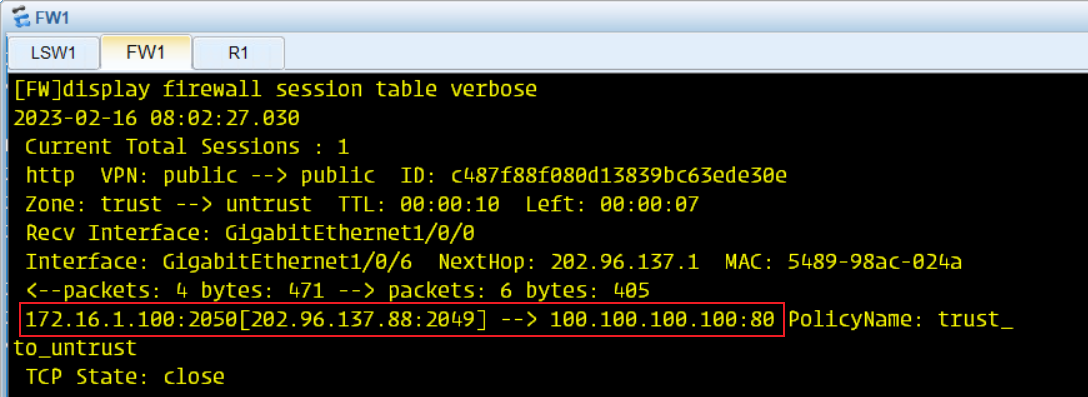 FW1
LSW1 FW1 R1
[FW]display firewall session table verbose
2023-02-16 08:02:27.030
Current Total Sessions : 1
http VPN: public --> public ID: c487f88f080d13839bc63ede30e
Zone: trust --> untrust TTL: 00:00:10 Left: 00:00:07
Recv Interface: GigabitEthernet1/0/0
Interface: GigabitEthernet1/0/6 NextHop: 202.96.137.1 MAC: 5489-98ac-024a
<--packets: 4 bytes: 471 --> packets: 6 bytes: 405
172.16.1.100:2050[202.96.137.88:2049] --> 100.100.100.100:80 PolicyName: trust_
to_untrust
TCP State: close